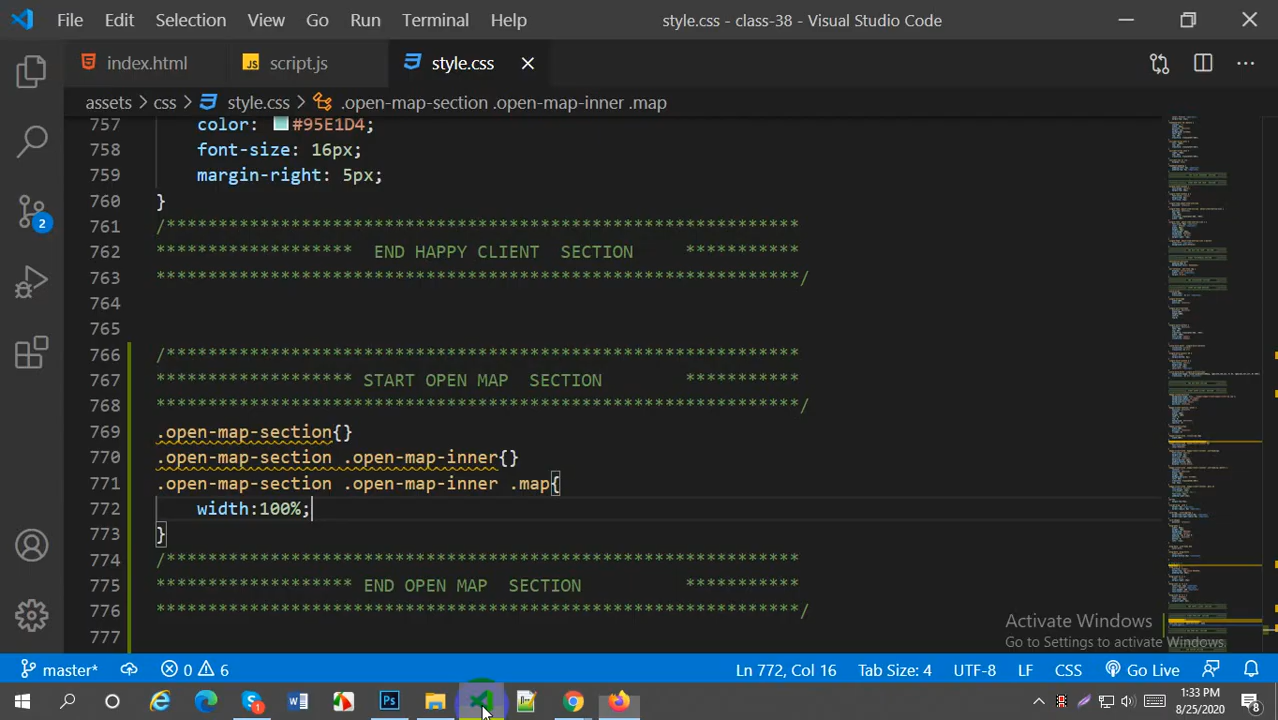 File Edit Selection View Go Run Terminal Help style.css - class-38 - Visual Studio Code
index.html JS script.js style.css
assets > css > style.css > .open-map-section .open-map-inner .map
757 color: #95E1D4;
758 font-size: 16px;
759 margin-right: 5px;
760 }
761 /*************************************************************
762 ******************* END HAPPY CLIENT SECTION ***********
763 **************************************************************/
764
765
766 /*************************************************************
767 ******************* START OPEN MAP SECTION ***********
768 **************************************************************/
769 .open-map-section{}
770 .open-map-section .open-map-inner{}
771 .open-map-section .open-map-inner .map{
772 width:100%;
773 }
774 /*************************************************************
775 ******************* END OPEN MAP SECTION ***********
776 **************************************************************/
777
Activate Windows
Go to Settings to activate Windows.
master* 0 6 Ln 772, Col 16 Tab Size: 4 UTF-8 LF CSS Go Live
1:33 PM
8/25/2020